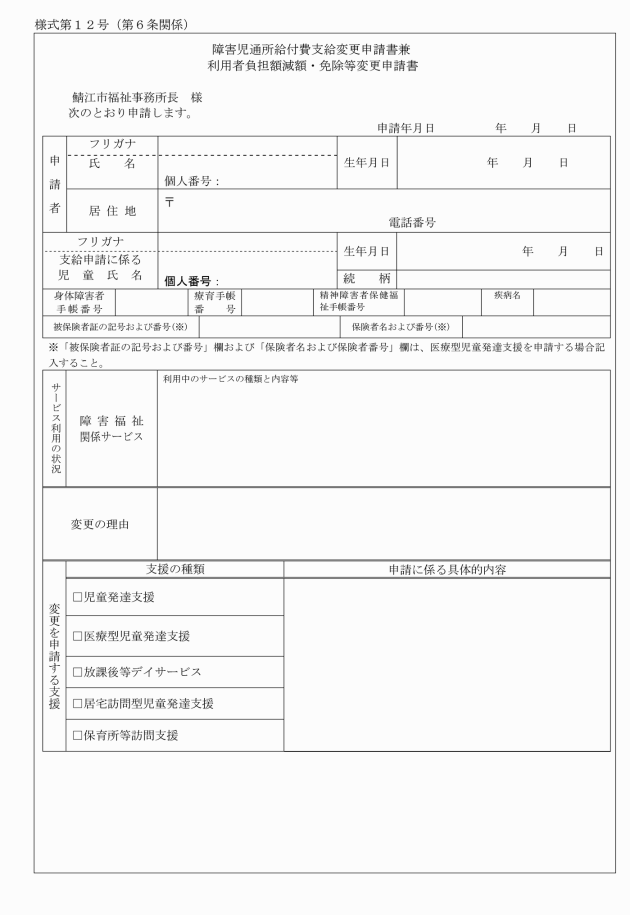 様式第１２号（第６条関係）
障害児通所給付費支給変更申請書兼
利用者負担額減額・免除等変更申請書
鯖江市福祉事務所長　様
次のとおり申請します。
申請年月日　　　　　年　　月　　日
申請者
フリガナ
氏　　名
個人番号：
生年月日
年　　月　　日
居　住　地
〒
電話番号
フリガナ
支給申請に係る
児　童　氏　名
個人番号：
生年月日
年　　月　　日
続　　柄
身体障害者
手帳番号
療育手帳
番　　号
精神障害者保健福
祉手帳番号
疾病名
被保険者証の記号および番号(※)
保険者名および番号(※)
※「被保険者証の記号および番号」欄および「保険者名および保険者番号」欄は、医療型児童発達支援を申請する場合記
入すること。
サービス利用の状況
障　害　福　祉
関係サービス
利用中のサービスの種類と内容等
変更の理由
変更を申請する支援
支援の種類
申請に係る具体的内容
□児童発達支援
□医療型児童発達支援
□放課後等デイサービス
□居宅訪問型児童発達支援
□保育所等訪問支援